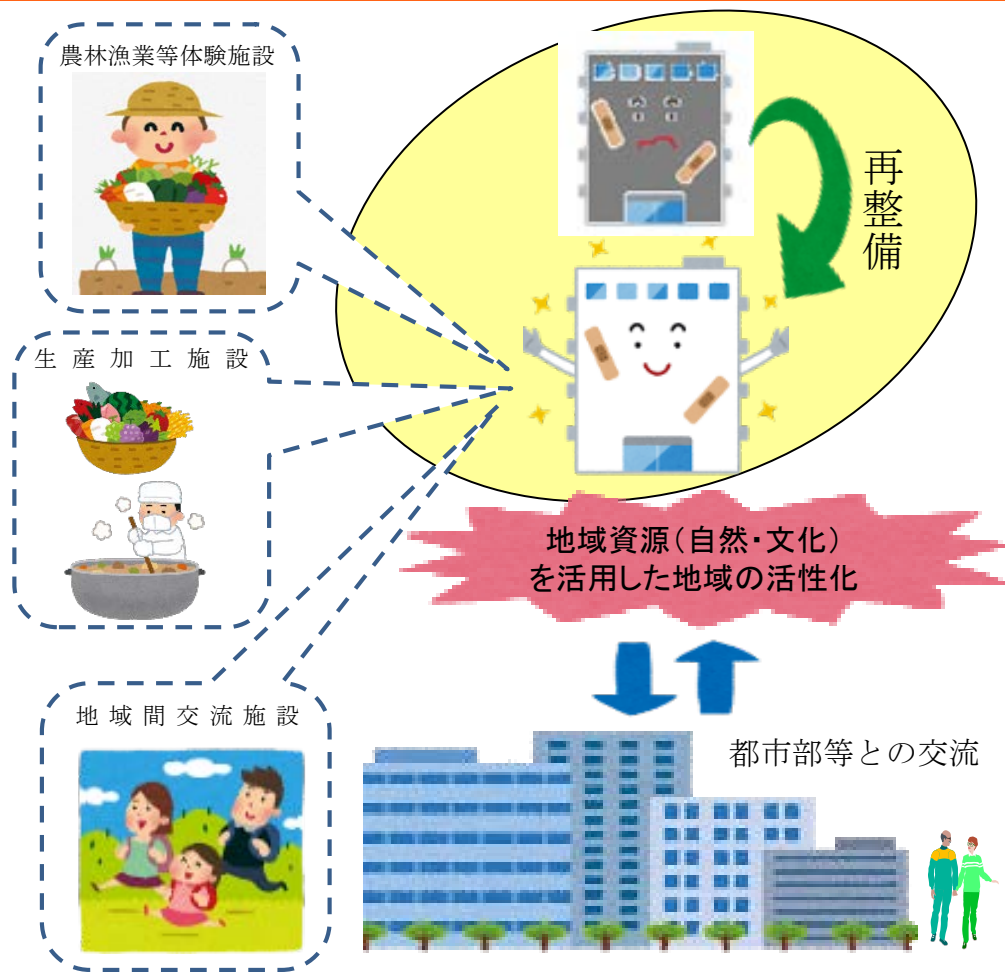 農林漁業等体験施設
再整備
生産加工施設
地域資源(自然・文化)
を活用した地域の活性化
地域間交流施設
都市部等との交流